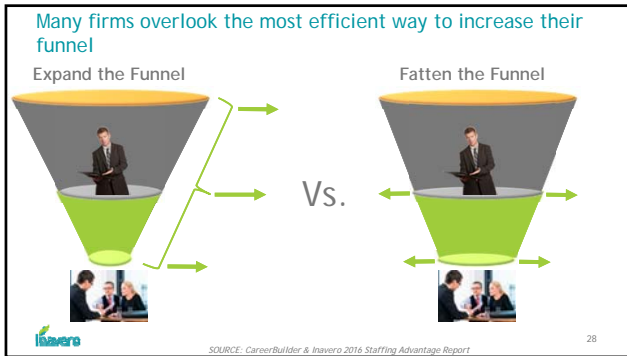 Many firms overlook the most efficient way to increase their
funnel
Expand the Funnel
Fatten the Funnel
Vs.
Inavero
SOURCE: CareerBuilder & Inavero 2016 Staffing Advantage Report
28